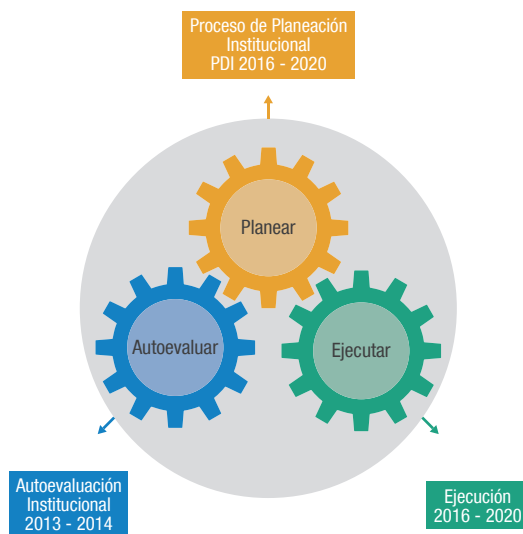 Proceso de Planeación
Institucional
PDI 2016 - 2020
Planear
Autoevaluar
Ejecutar
Autoevaluación
Institucional
2013 - 2014
Ejecución
2016 - 2020